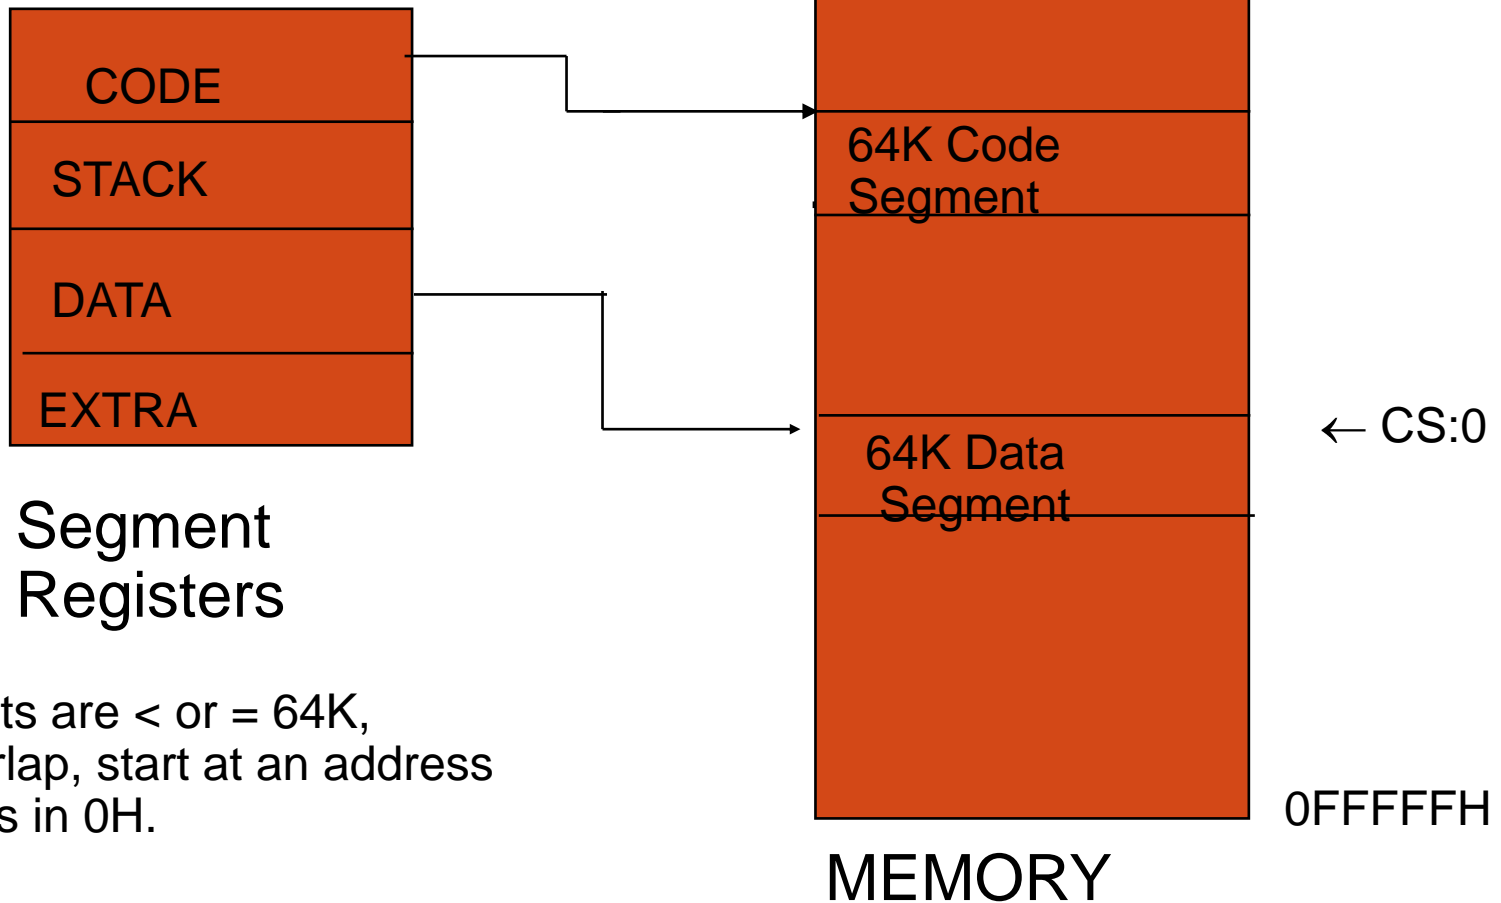 CODE
STACK
DATA
EXTRA
Segment
Registers
ts are < or = 64K,
rlap, start at an address
s in 0H.
64K Code
Segment
64K Data
Segment
← CS:0
0FFFFFH
MEMORY